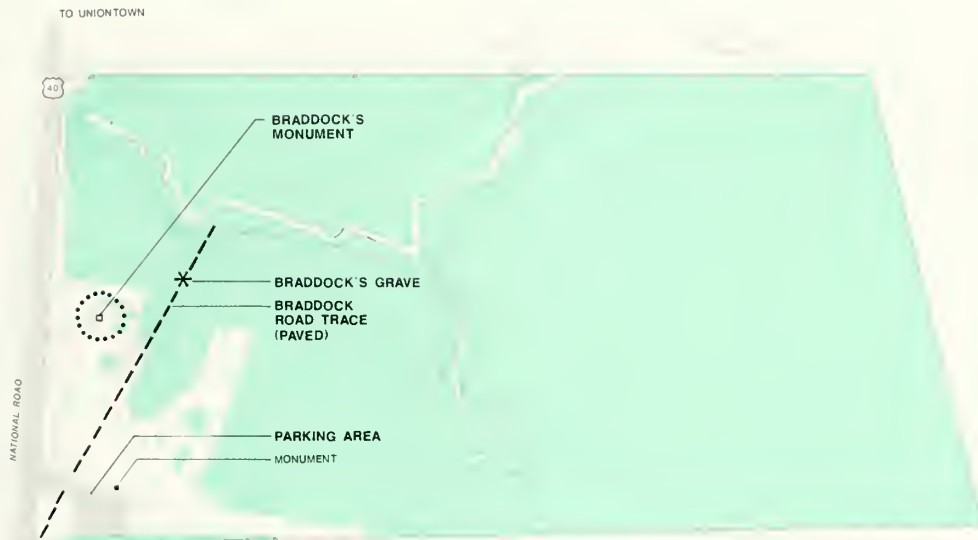 TO UNIONTOWN
40
BRADDOCK'S
MONUMENT
BRADDOCK'S GRAVE
BRADDOCK
ROAD TRACE
(PAVED)
NATIONAL ROAD
PARKING AREA
MONUMENT